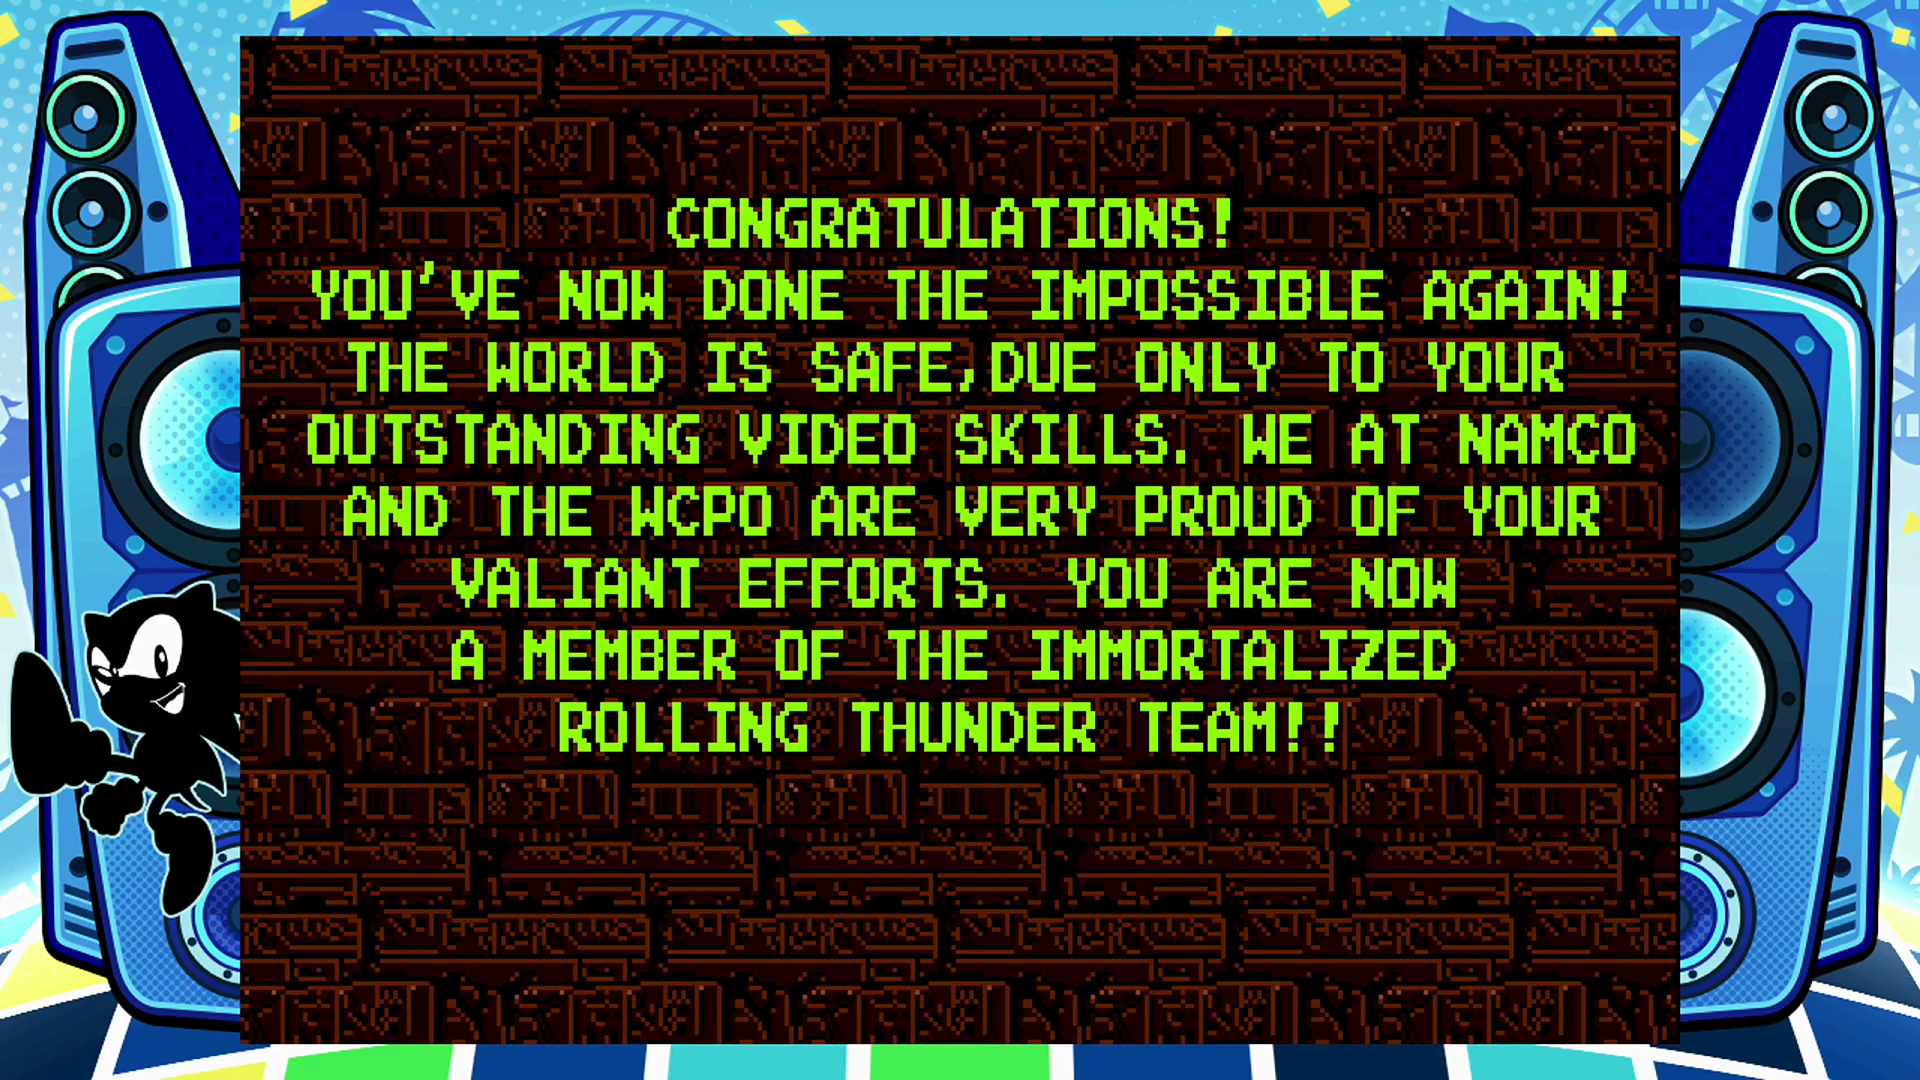 CONGRATULATIONS!
YOU'VE NOW DONE THE IMPOSSIBLE AGAIN!
THE WORLD IS SAFE,DUE ONLY TO YOUR
OUTSTANDING VIDEO SKILLS. WE AT NAMCO
AND THE WCPO ARE VERY PROUD OF YOUR
VALIANT EFFORTS. YOU ARE NOW
A MEMBER OF THE IMMORTALIZED
ROLLING THUNDER TEAM!!